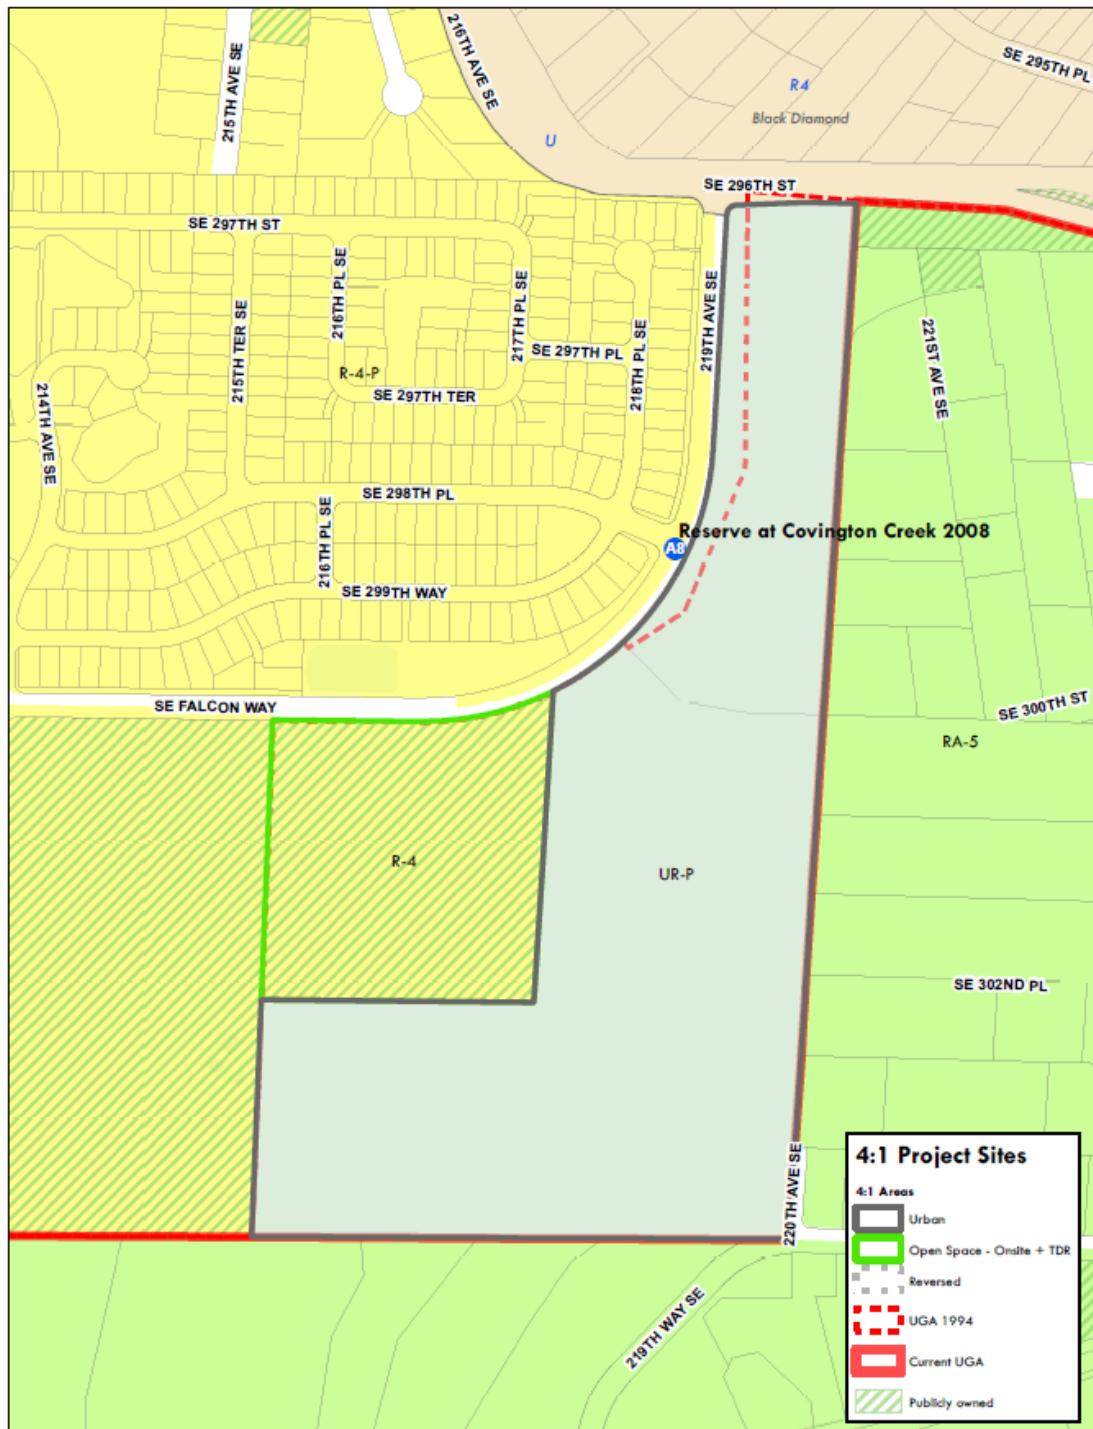 216TH AVE SE
215TH AVE SE
SE 295TH PL
R4
Black Diamond
U
SE 296TH ST
SE 297TH ST
216TH PL SE
217TH PL SE
219TH AVE SE
215TH TER SE
SE 297TH PL
218TH PL SE
221ST AVE SE
R-4-P
SE 297TH TER
214TH AVE SE
SE 298TH PL
216TH PL SE
Reserve at Covington Creek 2008
A8
SE 299TH WAY
SE FALCON WAY
SE 300TH ST
RA-5
R-4
UR-P
SE 302ND PL
220TH AVE SE
219TH WAY SE
4:1 Project Sites
4:1 Areas
Urban
Open Space - Onsite + TDR
Reversed
UGA 1994
Current UGA
Publicly owned